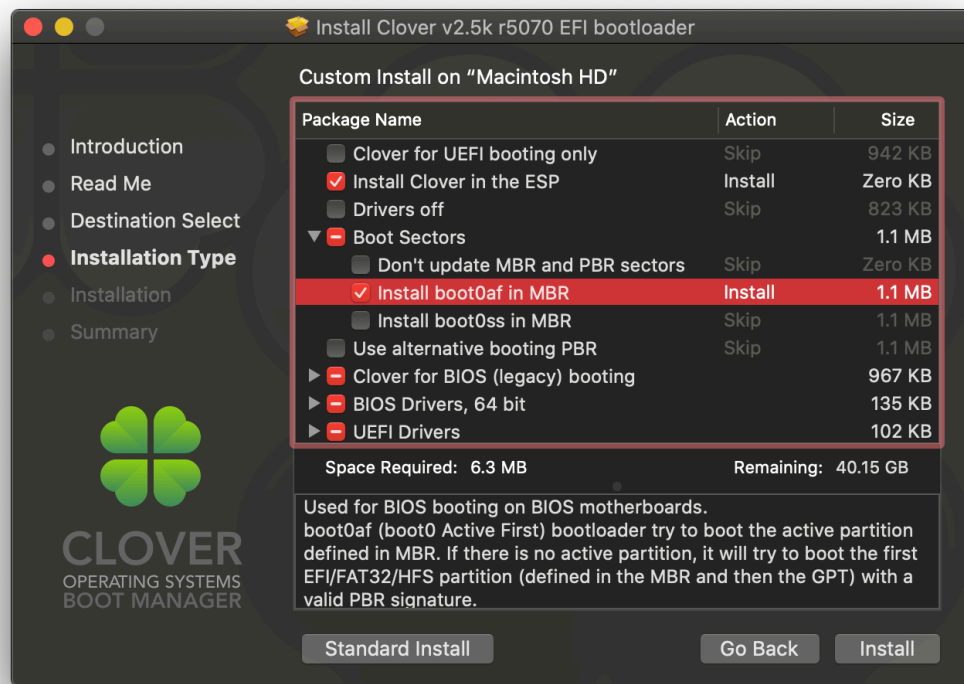 Install Clover v2.5k r5070 EFI bootloader
Custom Install on “Macintosh HD”
Introduction
Read Me
Destination Select
Installation Type
Installation
Summary
Package Name Action Size
Clover for UEFI booting only Skip 942 KB
Install Clover in the ESP Install Zero KB
Drivers off Skip 823 KB
Boot Sectors 1.1 MB
Don't update MBR and PBR sectors Skip Zero KB
Install boot0af in MBR Install 1.1 MB
Install boot0ss in MBR Skip 1.1 MB
Use alternative booting PBR Skip 1.1 MB
Clover for BIOS (legacy) booting 967 KB
BIOS Drivers, 64 bit 135 KB
UEFI Drivers 102 KB
Space Required: 6.3 MB Remaining: 40.15 GB
Used for BIOS booting on BIOS motherboards.
boot0af (boot0 Active First) bootloader try to boot the active partition
defined in MBR. If there is no active partition, it will try to boot the first
EFI/FAT32/HFS partition (defined in the MBR and then the GPT) with a
valid PBR signature.
CLOVER
OPERATING SYSTEMS
BOOT MANAGER
Standard Install Go Back Install